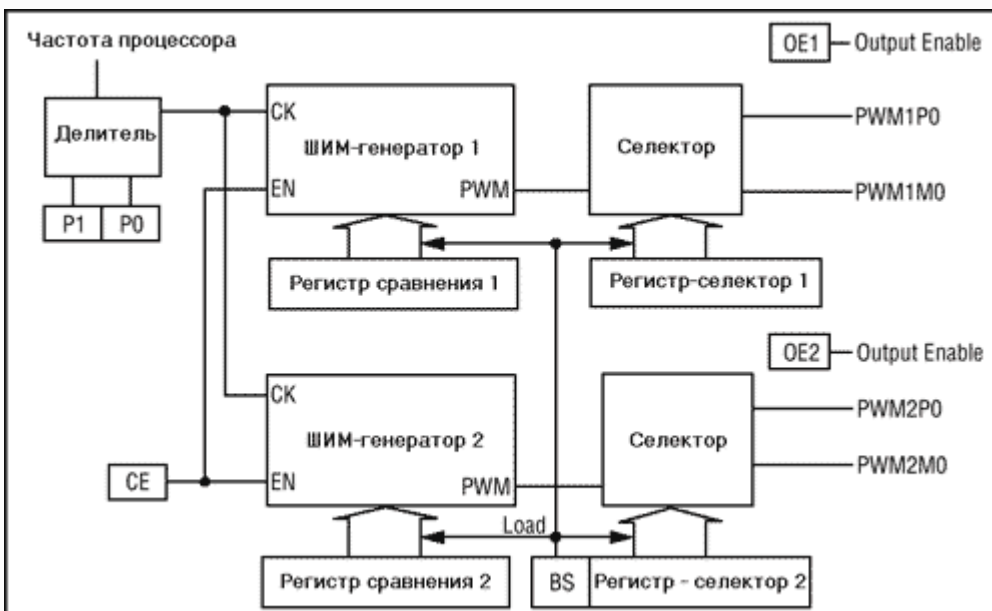 Частота процессора
OE1 Output Enable
Делитель
P1 P0
CK
ШИМ-генератор 1
EN
PWM
Селектор
PWM1P0
PWM1M0
Регистр сравнения 1
Регистр-селектор 1
OE2 Output Enable
CK
ШИМ-генератор 2
EN
PWM
Селектор
PWM2P0
PWM2M0
CE
Load
Регистр сравнения 2
BS Регистр - селектор 2